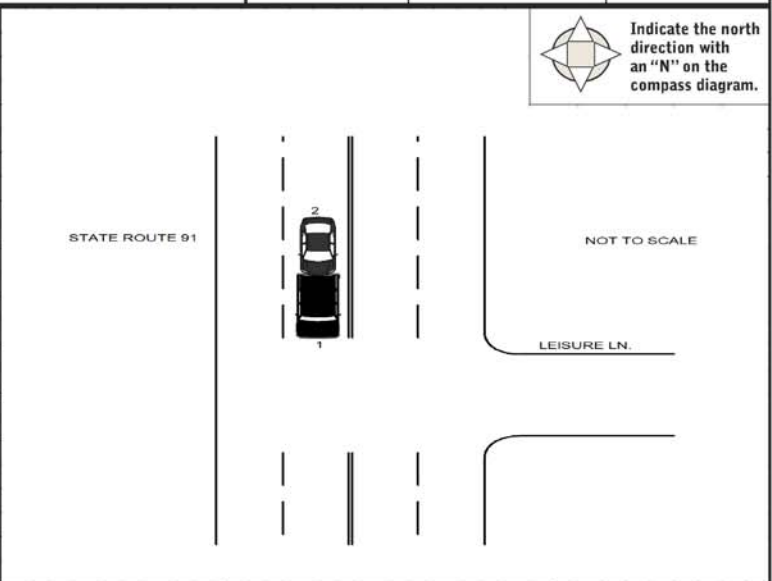 Indicate the north
direction with
an "N" on the
compass diagram.
2
STATE ROUTE 91
NOT TO SCALE
1
LEISURE LN.